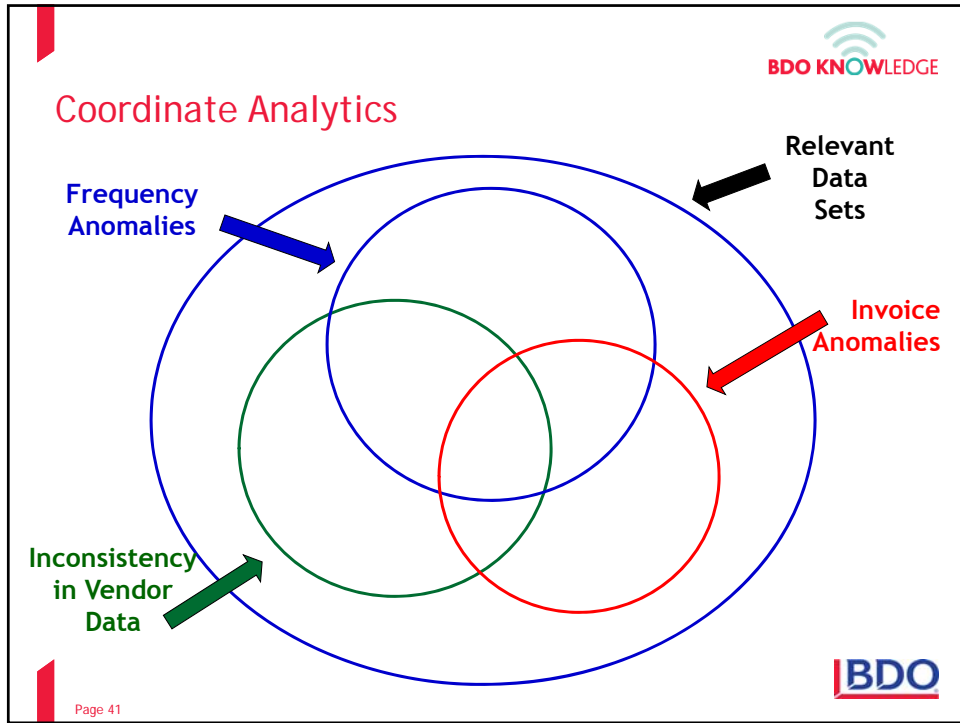 BDO KNOWLEDGE
Coordinate Analytics
Relevant
Data
Sets
Frequency
Anomalies
Invoice
Anomalies
Inconsistency
in Vendor
Data
BDO
Page 41